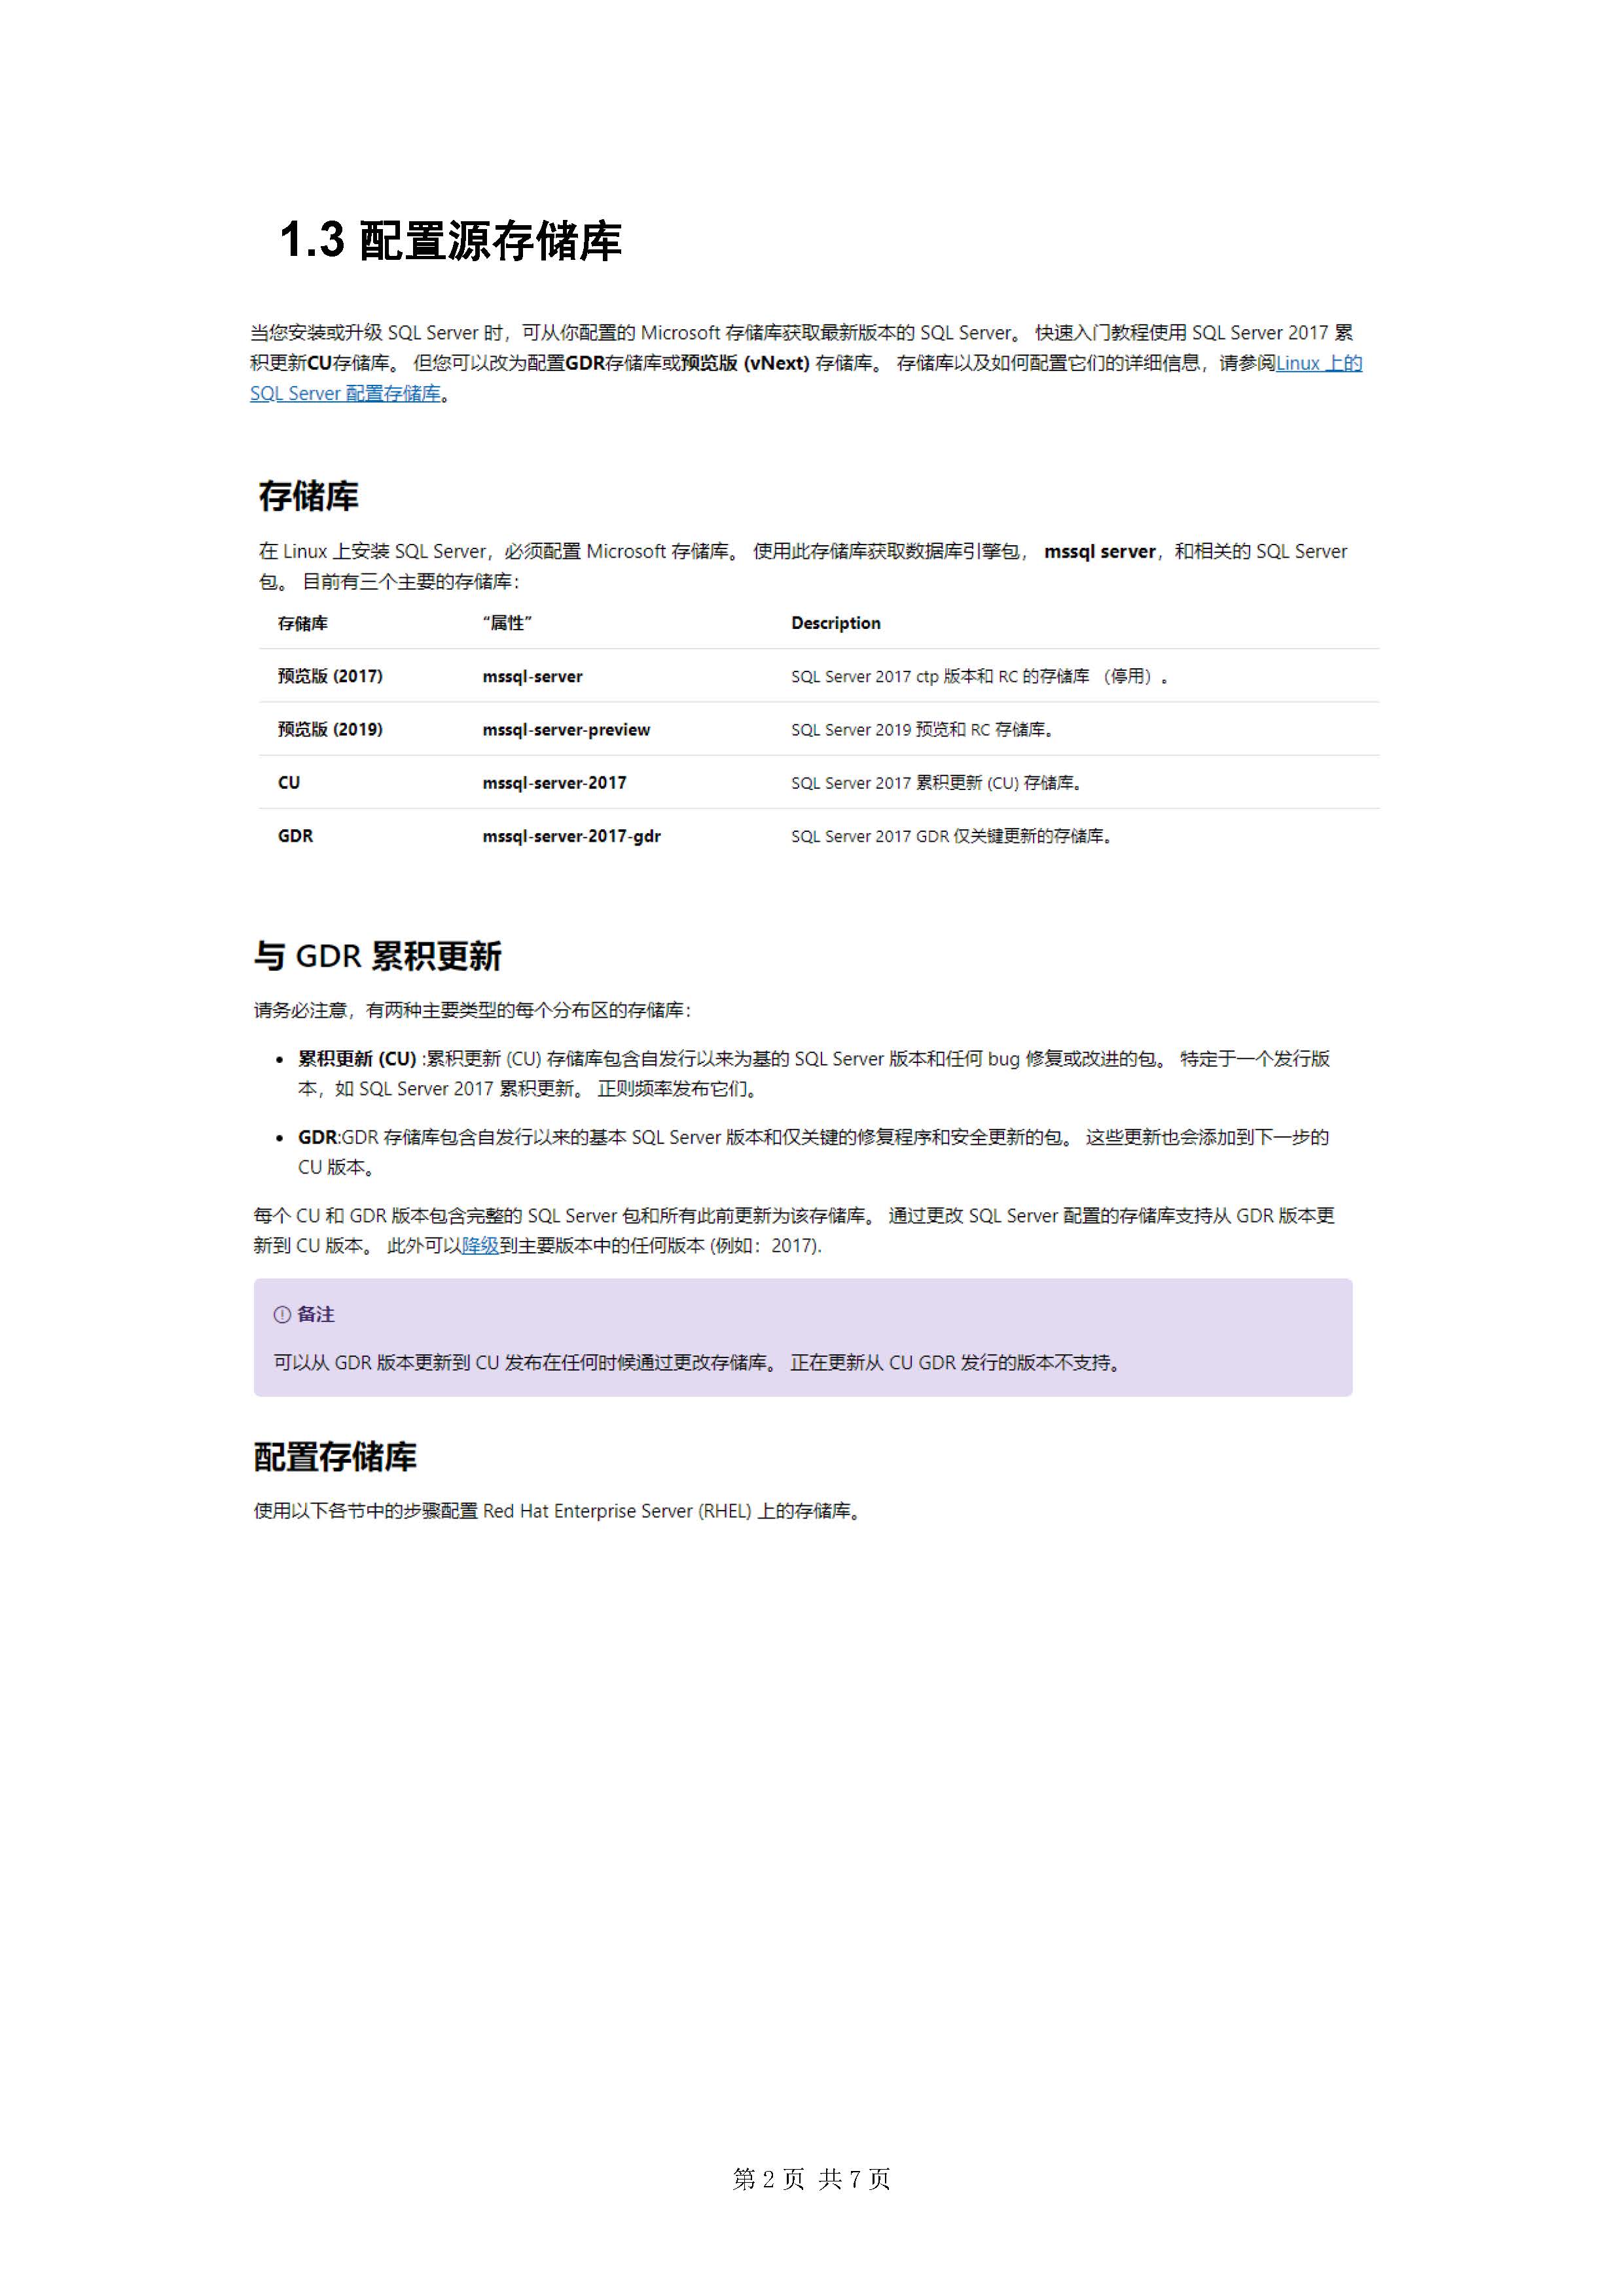 1.3 配置源存储库
当您安装或升级 SQL Server 时，可从你配置的 Microsoft 存储库获取最新版本的 SQL Server。 快速入门教程使用 SQL Server 2017 累
积更新CU存储库。 但您可以改为配置GDR存储库或预览版 (vNext) 存储库。 存储库以及如何配置它们的详细信息，请参阅Linux 上的
SQL Server 配置存储库。
存储库
在 Linux 上安装 SQL Server，必须配置 Microsoft 存储库。 使用此存储库获取数据库引擎包， mssql server，和相关的 SQL Server
包。 目前有三个主要的存储库：
存储库 “属性” Description
预览版 (2017) mssql-server SQL Server 2017 ctp 版本和 RC 的存储库 （停用）。
预览版 (2019) mssql-server-preview SQL Server 2019 预览和 RC 存储库。
CU mssql-server-2017 SQL Server 2017 累积更新 (CU) 存储库。
GDR mssql-server-2017-gdr SQL Server 2017 GDR 仅关键更新的存储库。
与 GDR 累积更新
请务必注意，有两种主要类型的每个分布区的存储库：
• 累积更新 (CU) :累积更新 (CU) 存储库包含自发行以来为基的 SQL Server 版本和任何 bug 修复或改进的包。 特定于一个发行版
本，如 SQL Server 2017 累积更新。 正则频率发布它们。
• GDR:GDR 存储库包含自发行以来的基本 SQL Server 版本和仅关键的修复程序和安全更新的包。 这些更新也会添加到下一步的
CU 版本。
每个 CU 和 GDR 版本包含完整的 SQL Server 包和所有此前更新为该存储库。 通过更改 SQL Server 配置的存储库支持从 GDR 版本更
新到 CU 版本。 此外可以降级到主要版本中的任何版本 (例如：2017).
备注
可以从 GDR 版本更新到 CU 发布在任何时候通过更改存储库。 正在更新从 CU GDR 发行的版本不支持。
配置存储库
使用以下各节中的步骤配置 Red Hat Enterprise Server (RHEL) 上的存储库。
第 2 页 共 7 页